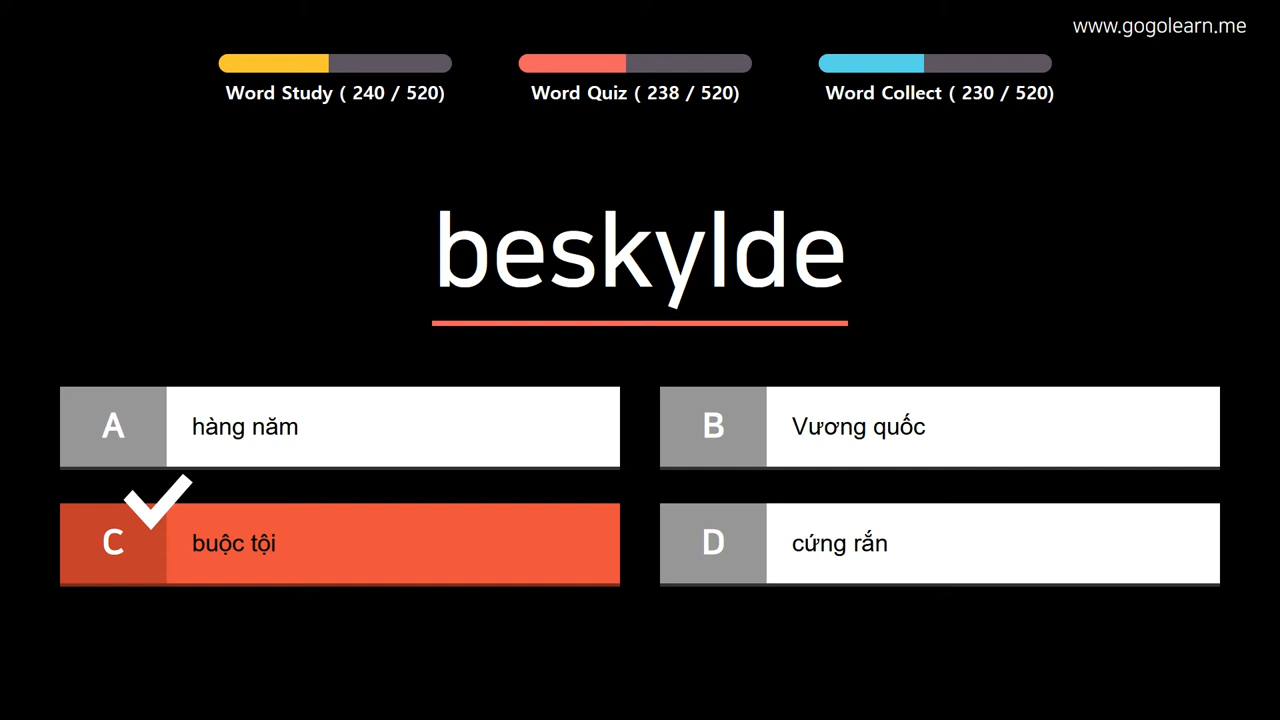 www.gogolearn.me
Word Study ( 240 / 520)
Word Quiz ( 238 / 520)
Word Collect ( 230 / 520)
beskylde
A hàng năm
B Vương quốc
C buộc tội
D cứng rắn